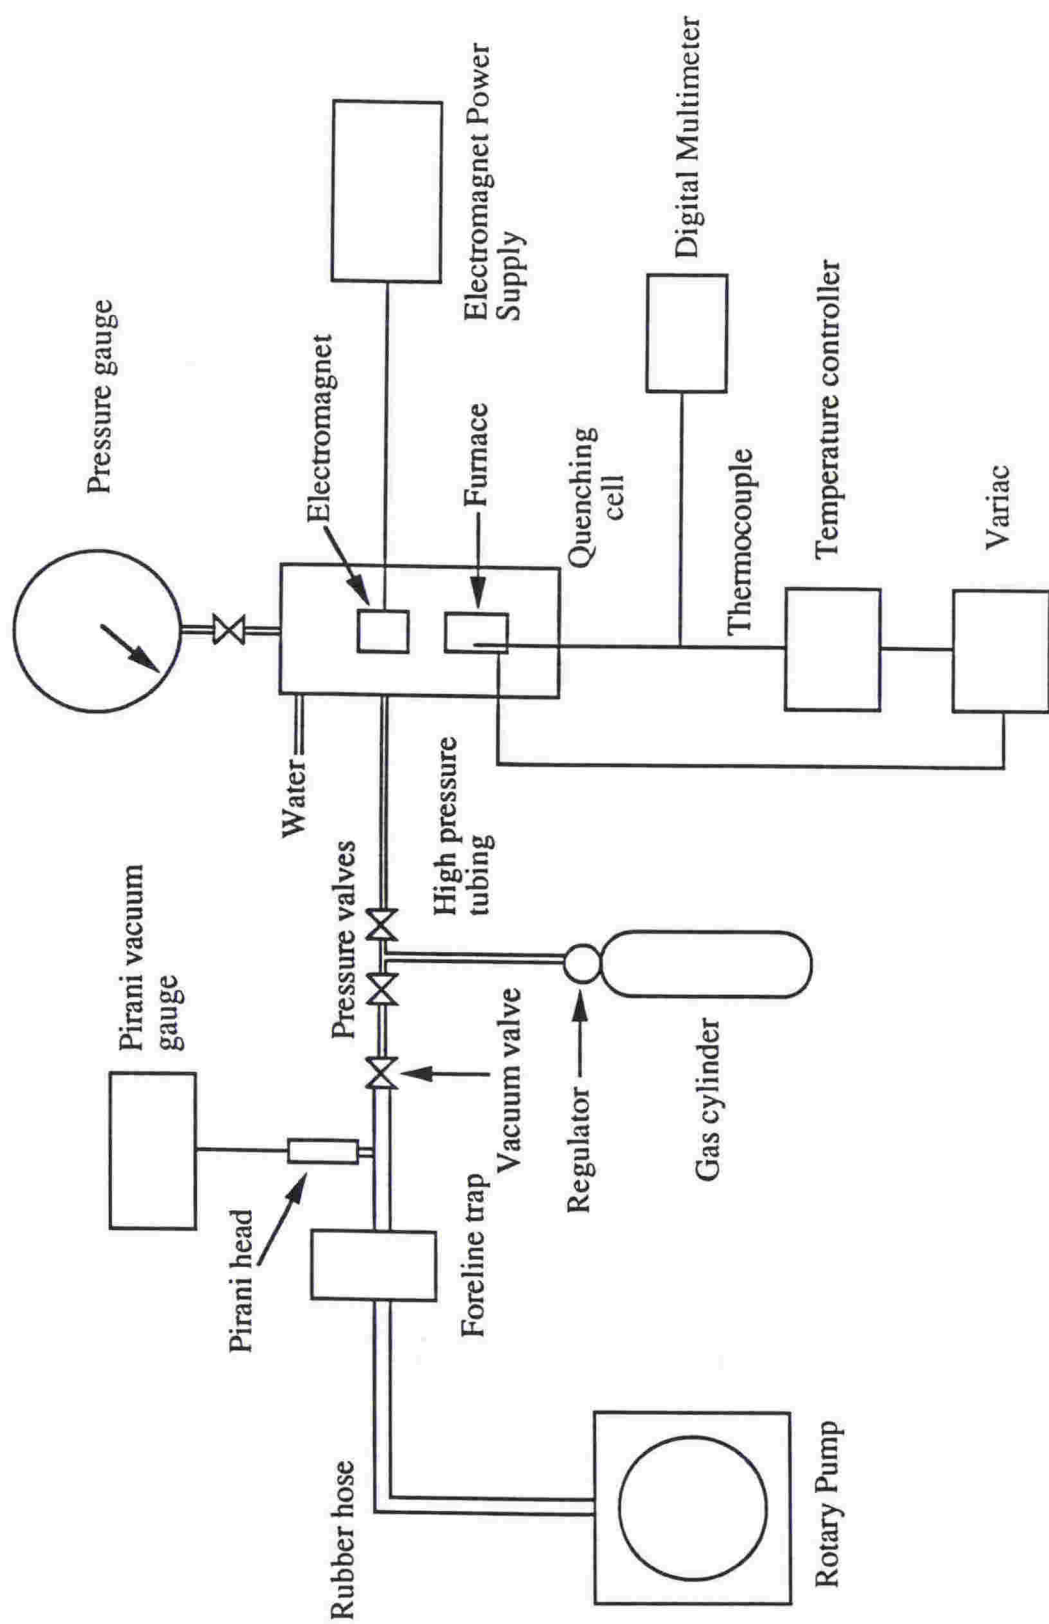 Pressure gauge
Electromagnet
Electromagnet Power
Supply
Furnace
Quenching
cell
Digital Multimeter
Thermocouple
Temperature controller
Variac
Water
High pressure
tubing
Pressure valves
Pirani vacuum
gauge
Pirani head
Vacuum valve
Regulator
Gas cylinder
Foreline trap
Rubber hose
Rotary Pump